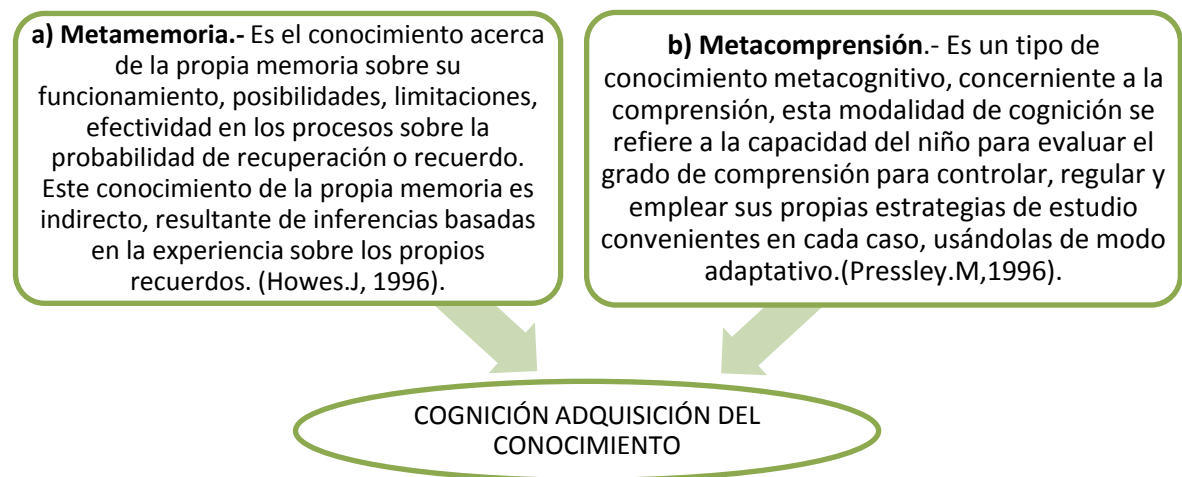 a) Metamemoria.- Es el conocimiento acerca
de la propia memoria sobre su
funcionamiento, posibilidades, limitaciones,
efectividad en los procesos sobre la
probabilidad de recuperación o recuerdo.
Este conocimiento de la propia memoria es
indirecto, resultante de inferencias basadas
en la experiencia sobre los propios
recuerdos. (Howes.J, 1996).
b) Metacomprensión.- Es un tipo de
conocimiento metacognitivo, concerniente a la
comprensión, esta modalidad de cognición se
refiere a la capacidad del niño para evaluar el
grado de comprensión para controlar, regular y
emplear sus propias estrategias de estudio
convenientes en cada caso, usándolas de modo
adaptativo.(Pressley.M,1996).
COGNICIÓN ADQUISICIÓN DEL
CONOCIMIENTO